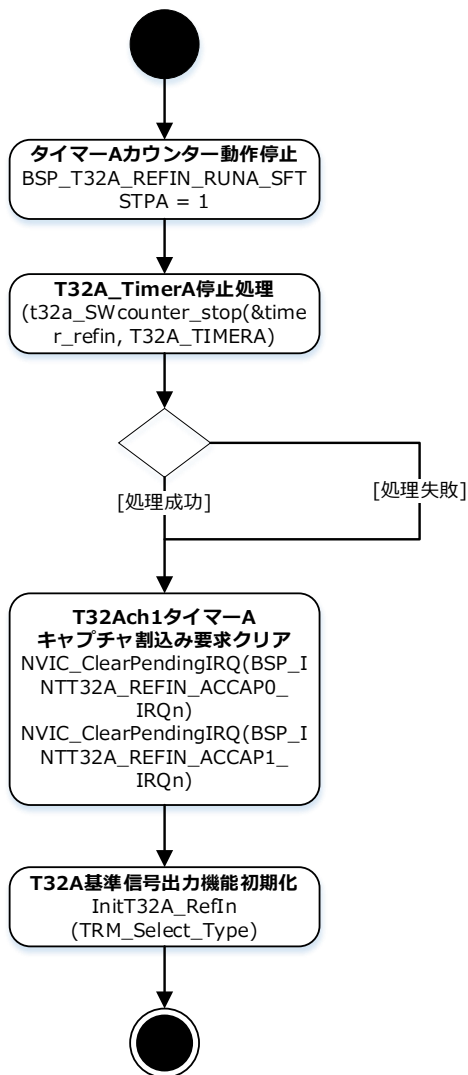 タイマーAカウンター動作停止
BSP_T32A_REFIN_RUNA_SFT
STPA = 1
T32A_TimerA停止処理
(t32a_SWcounter_stop(&time
r_refin, T32A_TIMERA)
[処理成功]
[処理失敗]
T32Ach1タイマーA
キャプチャ割込み要求クリア
NVIC_ClearPendingIRQ(BSP_I
NTT32A_REFIN_ACCAP0_
IRQn)
NVIC_ClearPendingIRQ(BSP_I
NTT32A_REFIN_ACCAP1_
IRQn)
T32A基準信号出力機能初期化
InitT32A_RefIn
(TRM_Select_Type)